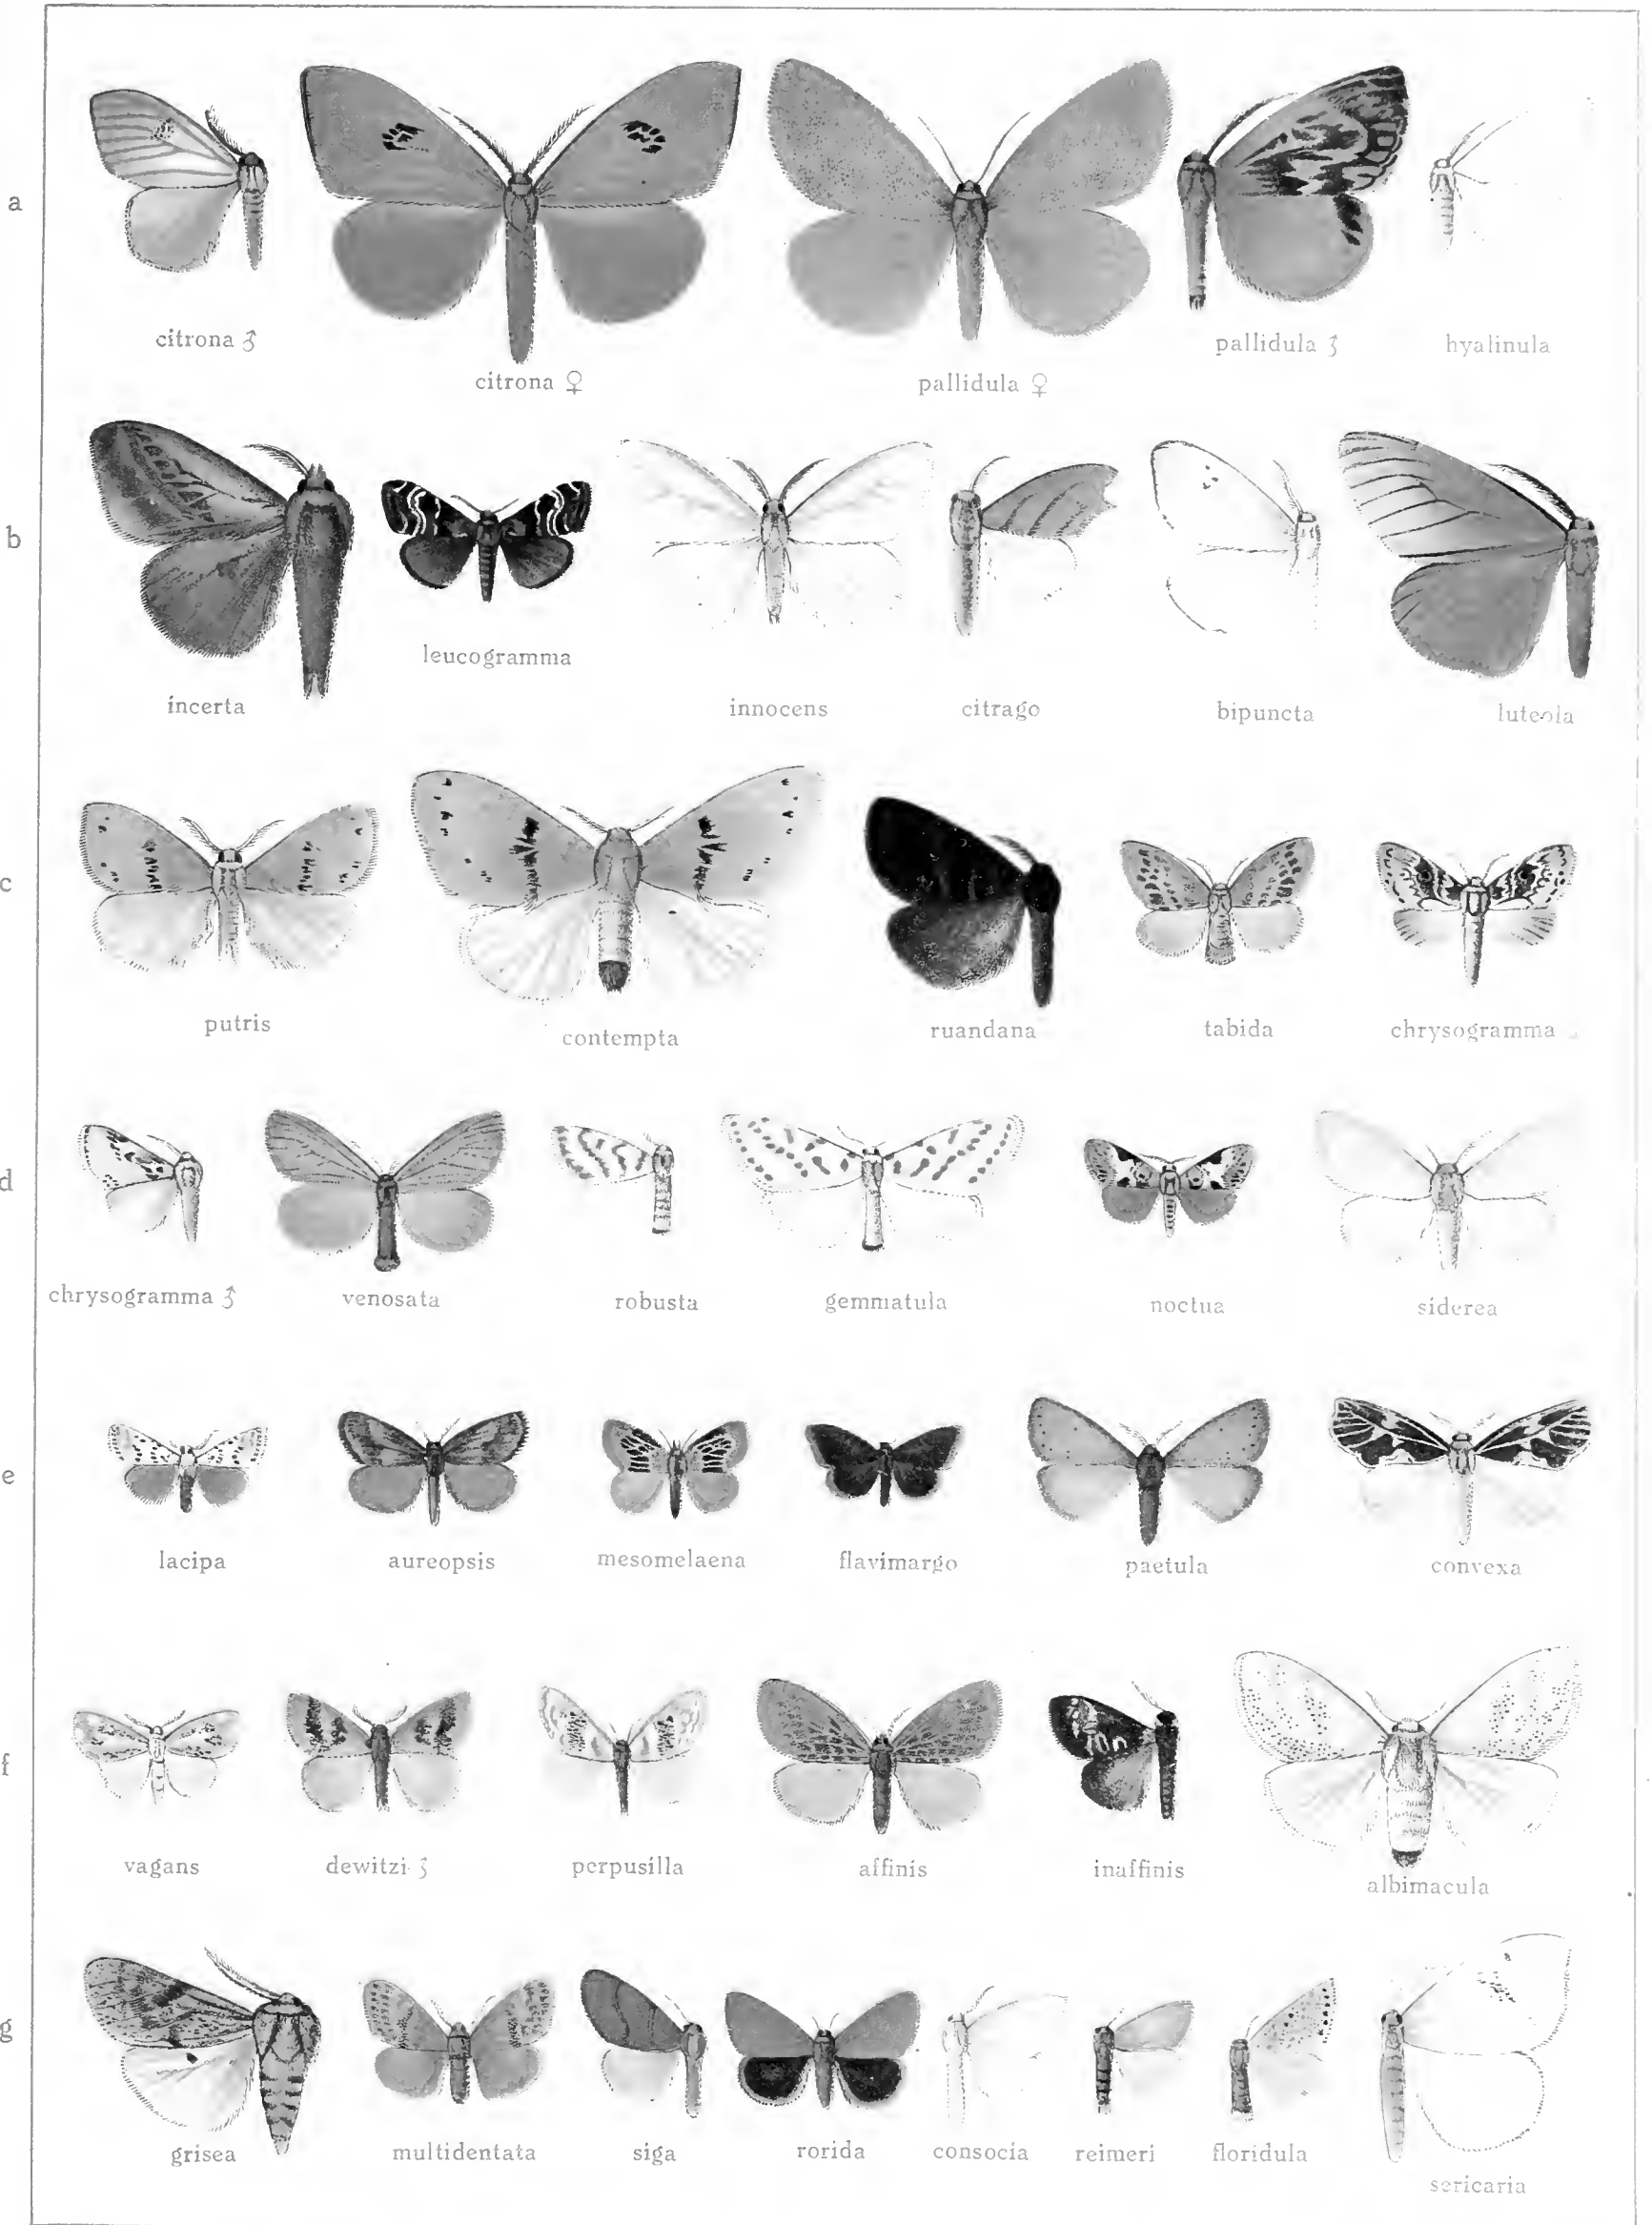 a
citrona ♂
citrona ♀
pallidula ♀
pallidula ♂
hyalinula
b
incerta
leucogramma
innocens
citrago
bipuncta
luteola
c
putris
contempta
ruandana
tabida
chrysogramma
d
chrysogramma ♂
venosata
robusta
gemmatula
noctua
siderea
e
lacipa
aureopsis
mesomelaena
flavimargo
paetula
convexa
f
vagans
dewitzi ♂
perpusilla
affinis
inaffinis
albimacula
g
grisea
multidentata
siga
rorida
consocia
reimeri
floridula
sericaria